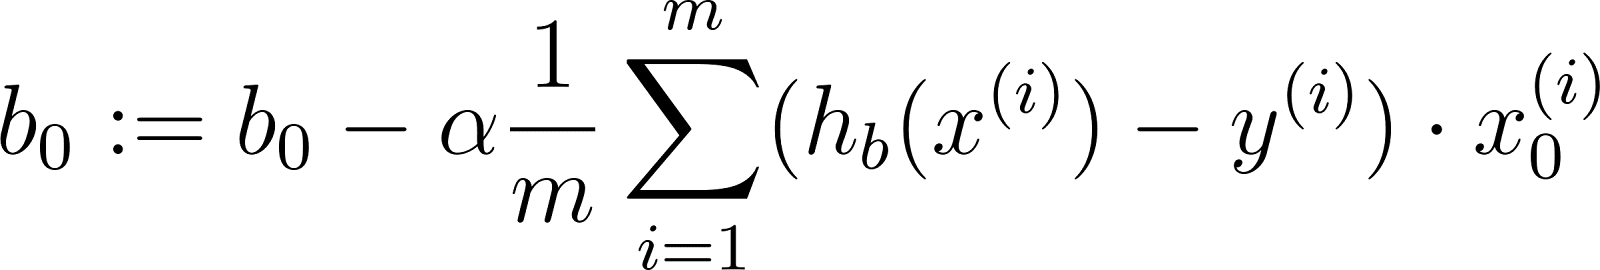 b_0 := b_0 - \alpha \frac{1}{m} \sum_{i=1}^{m} (h_b(x^{(i)}) - y^{(i)}) \cdot x_0^{(i)}